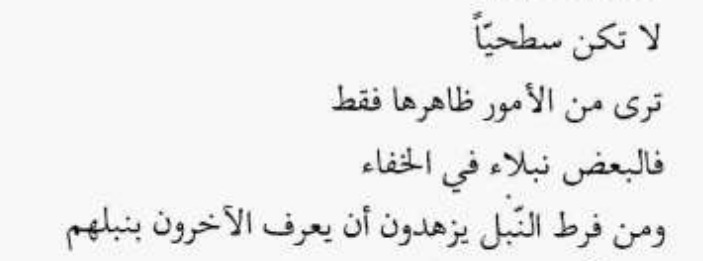 لا تكن سطحيّاً
ترى من الأمور ظاهرها فقط
فالبعض نبلاء في الخفاء
ومن فرط النّبل يزهدون أن يعرف الآخرون بنبلهم